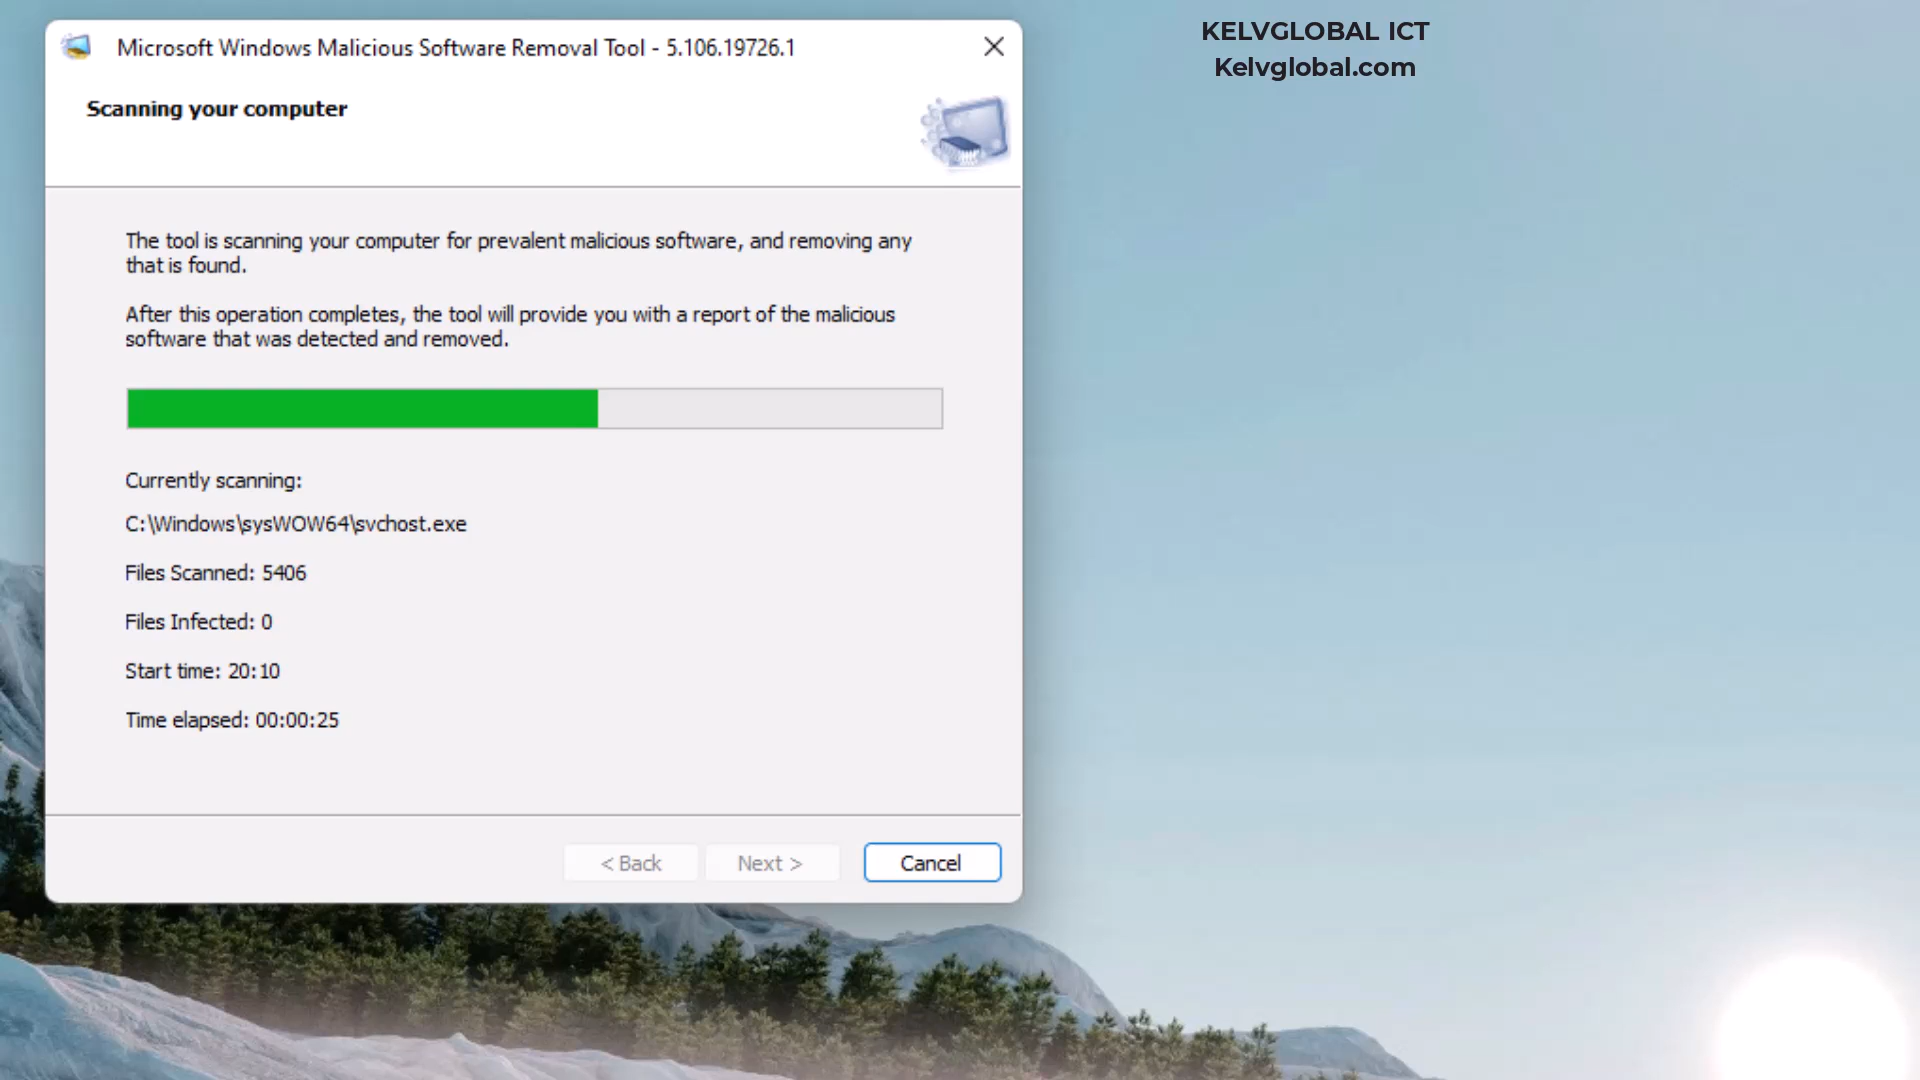 Microsoft Windows Malicious Software Removal Tool - 5.106.19726.1
KELVGLOBAL ICT
Kelvglobal.com
Scanning your computer
The tool is scanning your computer for prevalent malicious software, and removing any
that is found.
After this operation completes, the tool will provide you with a report of the malicious
software that was detected and removed.
Currently scanning:
C:\Windows\sysWOW64\svchost.exe
Files Scanned: 5406
Files Infected: 0
Start time: 20:10
Time elapsed: 00:00:25
< Back
Next >
Cancel